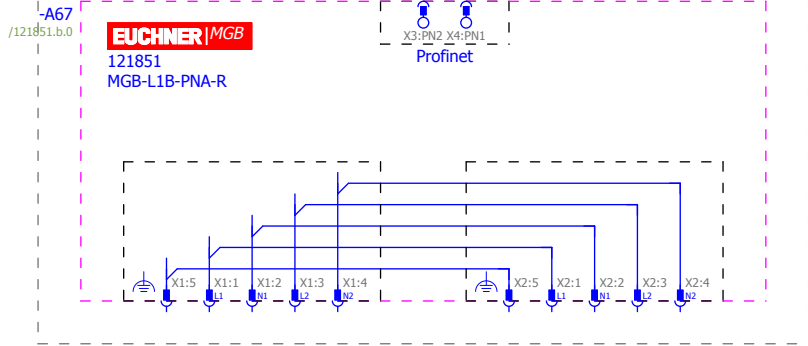 -A67
/121851.b.0
EUCHNER MGB
121851
MGB-L1B-PNA-R
X3:PN2 X4:PN1
Profinet
X1:5 X1:1 X1:2 X1:3 X1:4 X2:5 X2:1 X2:2 X2:3 X2:4
L1 N1 L2 N2 L1 N1 L2 N2